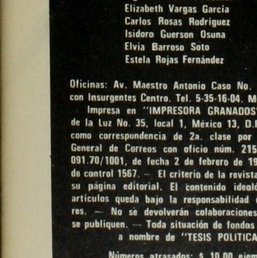 Elizabeth Vargas García
Carlos Rosas Rodríguez
Isidoro Guerson Osuna
Elvia Barroso Soto
Estela Rojas Fernández
Oficinas: Av. Maestro Antonio Caso No.
con Insurgentes Centro. Tel. 5-35-16-04. M
Impresa en "IMPRESORA GRANADOS"
de la Luz No. 35, local 1, México 13, D.F
como correspondencia de 2a. clase por
General de Correos con oficio núm. 215
091.70/1001, de fecha 2 de febrero de 19
de control 1567. — El criterio de la revista
su página editorial. El contenido ideoló
artículos queda bajo la responsabilidad
res. — No se devolverán colaboraciones
se publiquen. — Toda situación de fondos
a nombre de "TESIS POLITICA
Números atrasados: $ 10.00 ejem